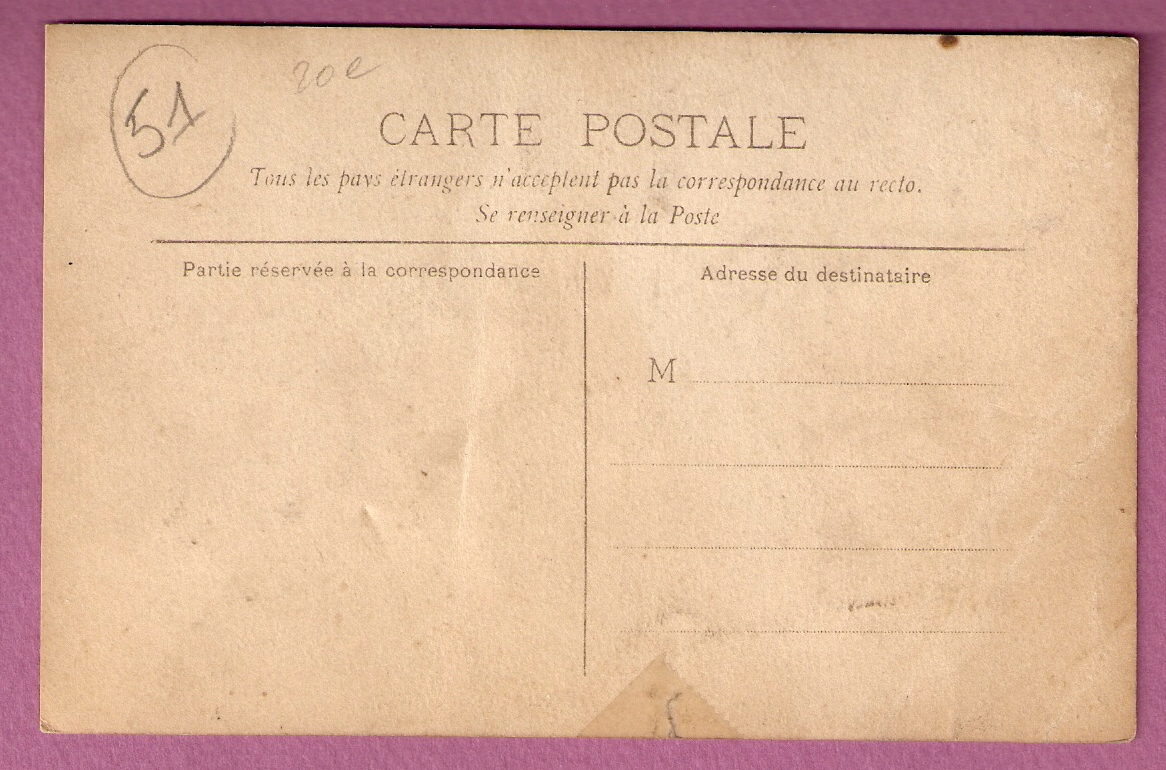 51
20e
CARTE POSTALE
Tous les pays étrangers n'acceptent pas la correspondance au recto.
Se renseigner à la Poste
Partie réservée à la correspondance
Adresse du destinataire
M